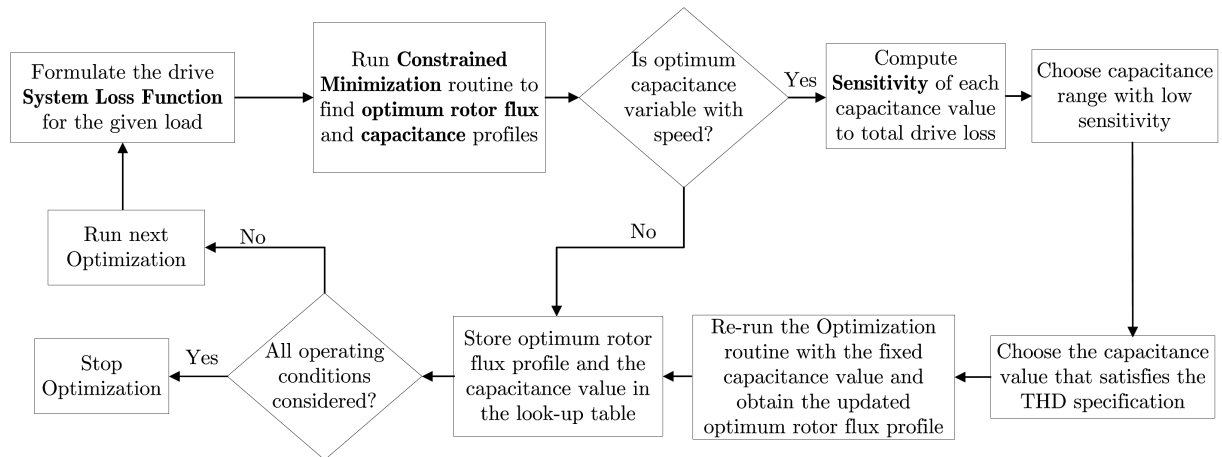 Formulate the drive
System Loss Function
for the given load
Run Constrained
Minimization routine to
find optimum rotor flux
and capacitance profiles
Is optimum
capacitance
variable with
speed?
Yes
Compute
Sensitivity of each
capacitance value
to total drive loss
Choose capacitance
range with low
sensitivity
No
Choose the capacitance
value that satisfies the
THD specification
Re-run the Optimization
routine with the fixed
capacitance value and
obtain the updated
optimum rotor flux profile
Store optimum rotor
flux profile and the
capacitance value in
the look-up table
All operating
conditions
considered?
No
Run next
Optimization
Yes
Stop
Optimization